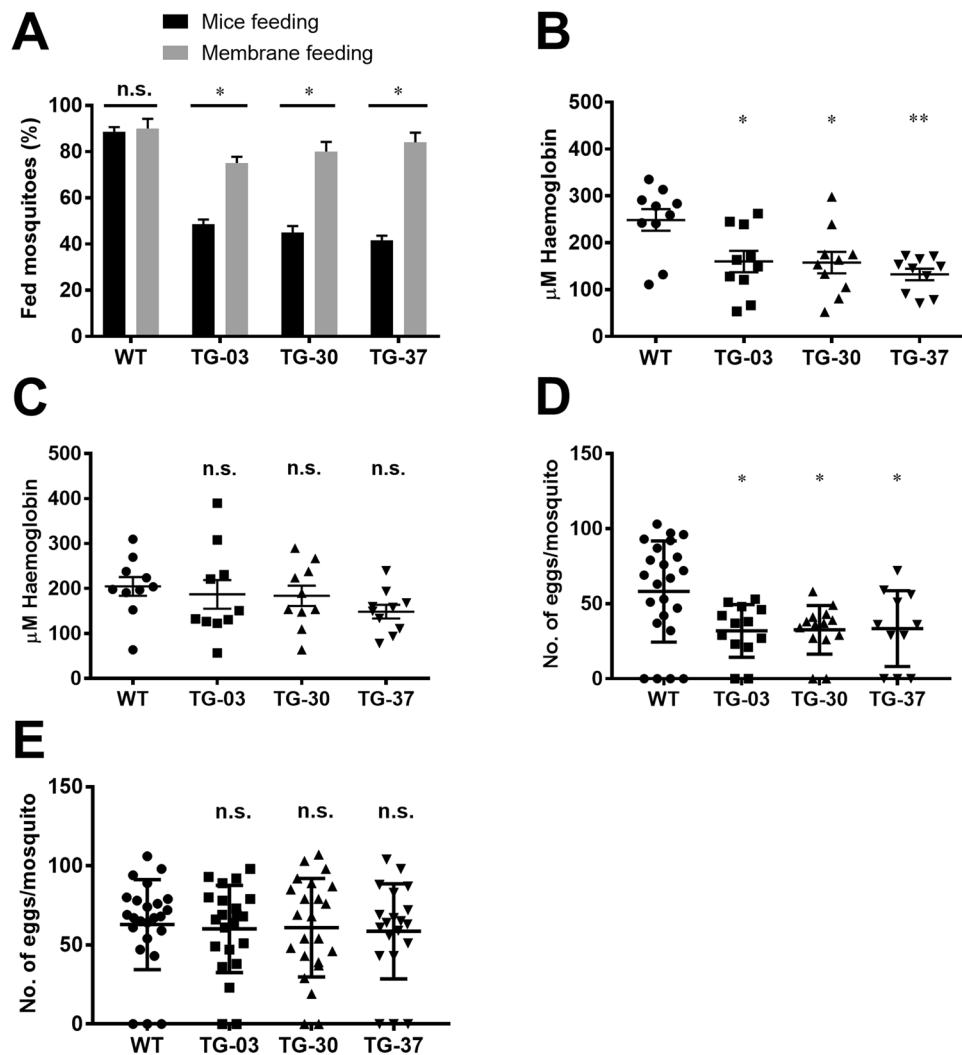 A
Mice feeding
Membrane feeding
n.s. * * *
Fed mosquitoes (%)
100
80
60
40
20
0
WT TG-03 TG-30 TG-37
B
μM Haemoglobin
500
400
300
200
100
0
* * **
WT TG-03 TG-30 TG-37
C
μM Haemoglobin
500
400
300
200
100
0
n.s. n.s. n.s.
WT TG-03 TG-30 TG-37
D
No. of eggs/mosquito
150
100
50
0
* * *
WT TG-03 TG-30 TG-37
E
No. of eggs/mosquito
150
100
50
0
n.s. n.s. n.s.
WT TG-03 TG-30 TG-37